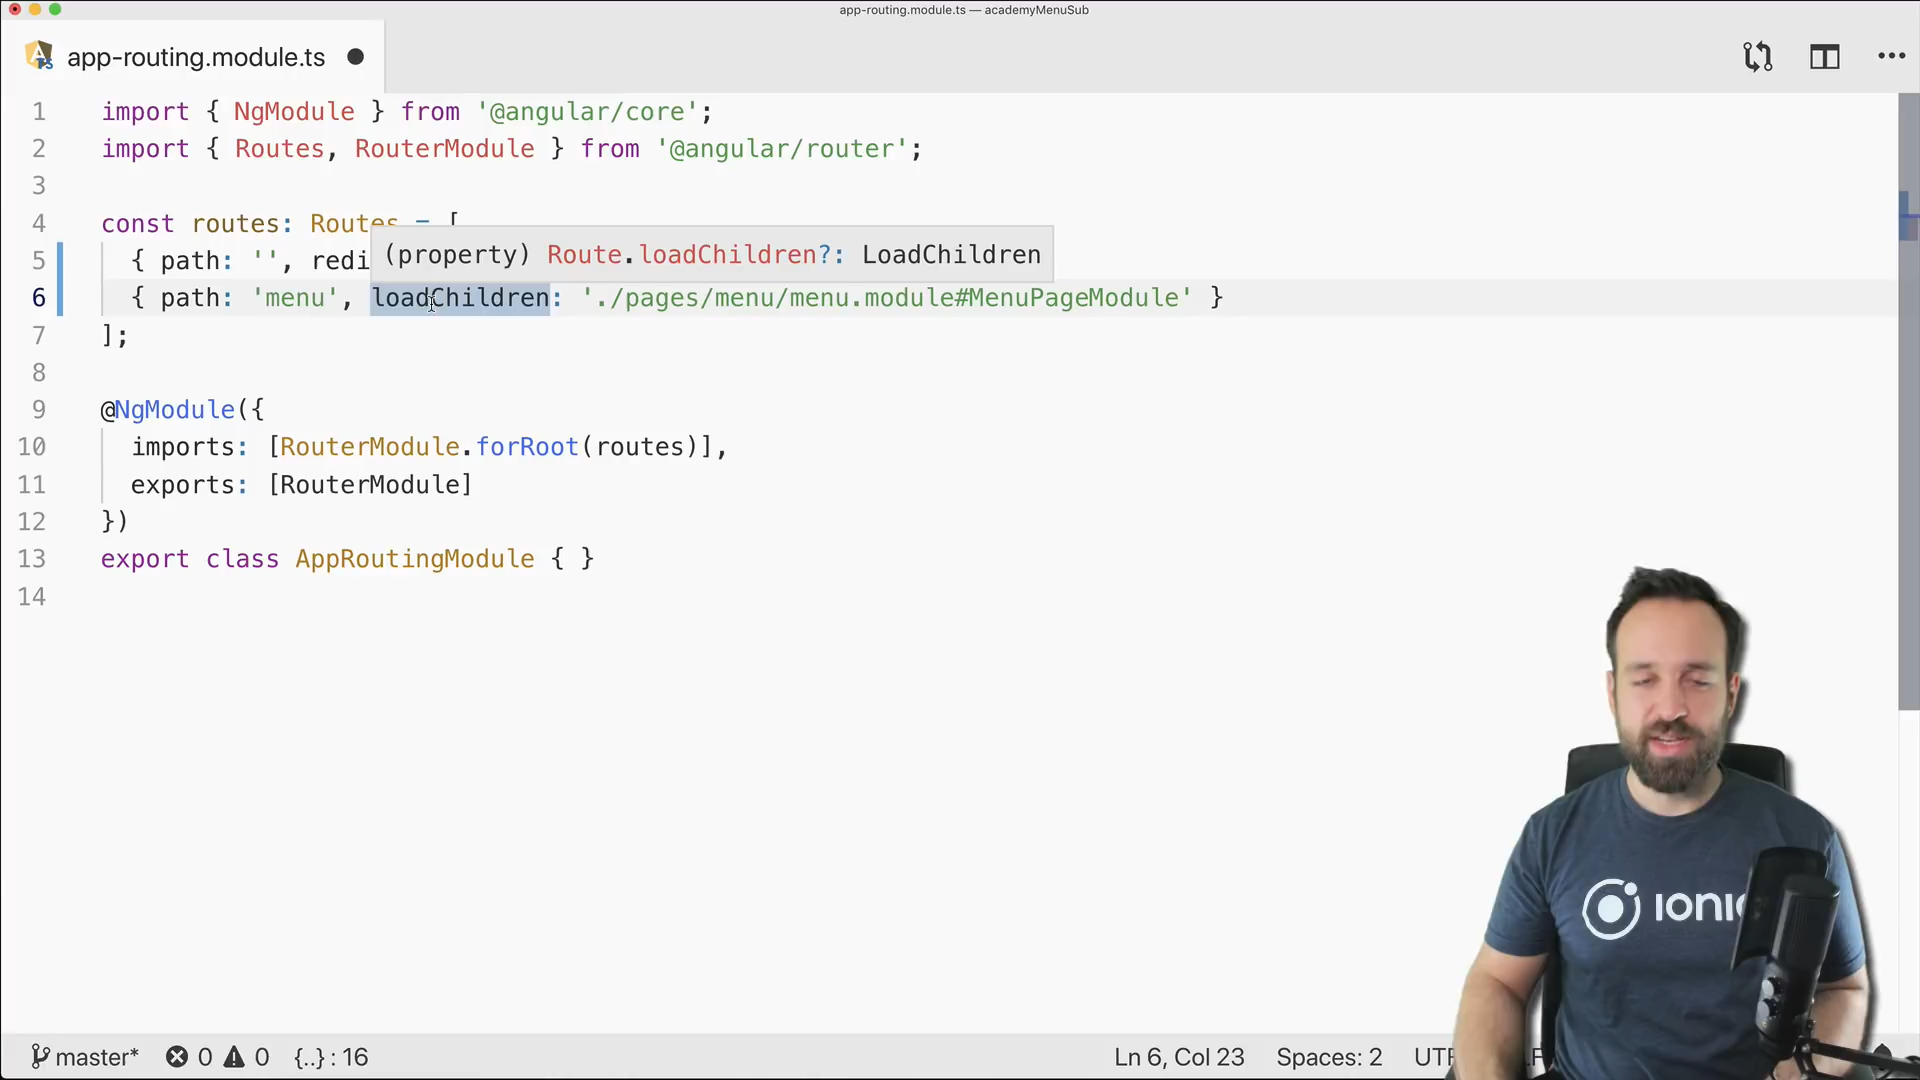 app-routing.module.ts — academyMenuSub
app-routing.module.ts
1 import { NgModule } from '@angular/core';
2 import { Routes, RouterModule } from '@angular/router';
3
4 const routes: Routes = [
(property) Route.loadChildren?: LoadChildren
5 { path: '', redi
6 { path: 'menu', loadChildren: './pages/menu/menu.module#MenuPageModule' }
7 ];
8
9 @NgModule({
10 imports: [RouterModule.forRoot(routes)],
11 exports: [RouterModule]
12 })
13 export class AppRoutingModule { }
14
ionic
master* 0 0 {..} : 16 Ln 6, Col 23 Spaces: 2